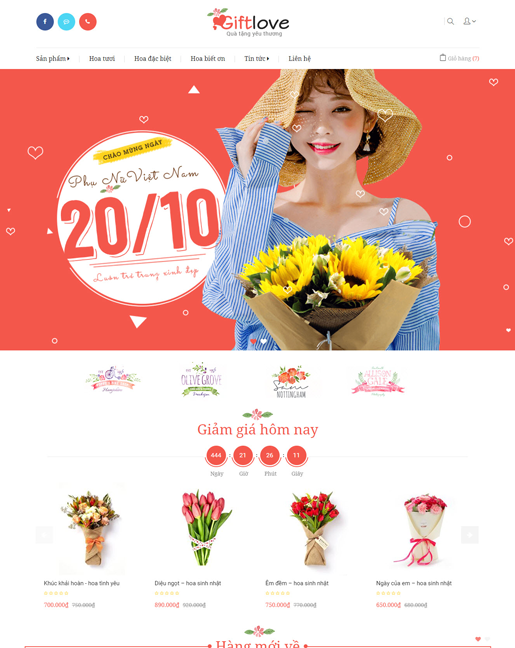 Giftlove
Quà tặng yêu thương
Sản phẩm
Hoa tươi
Hoa đặc biệt
Hoa biết ơn
Tin tức
Liên hệ
Giỏ hàng
CHÀO MỪNG NGÀY
Phụ Nữ Việt Nam
20/10
Luôn trẻ trung xinh đẹp
OLIVE GROVE
NOTTINGHAM
Giảm giá hôm nay
444 : 21 : 26 : 11
Ngày Giờ Phút Giây
Khúc khải hoàn - hoa tình yêu
700.000₫ 750.000₫
Diệu ngọt – hoa sinh nhật
890.000₫ 920.000₫
Êm đềm – hoa sinh nhật
750.000₫ 770.000₫
Ngày của em – hoa sinh nhật
650.000₫ 680.000₫
Hàng mới về